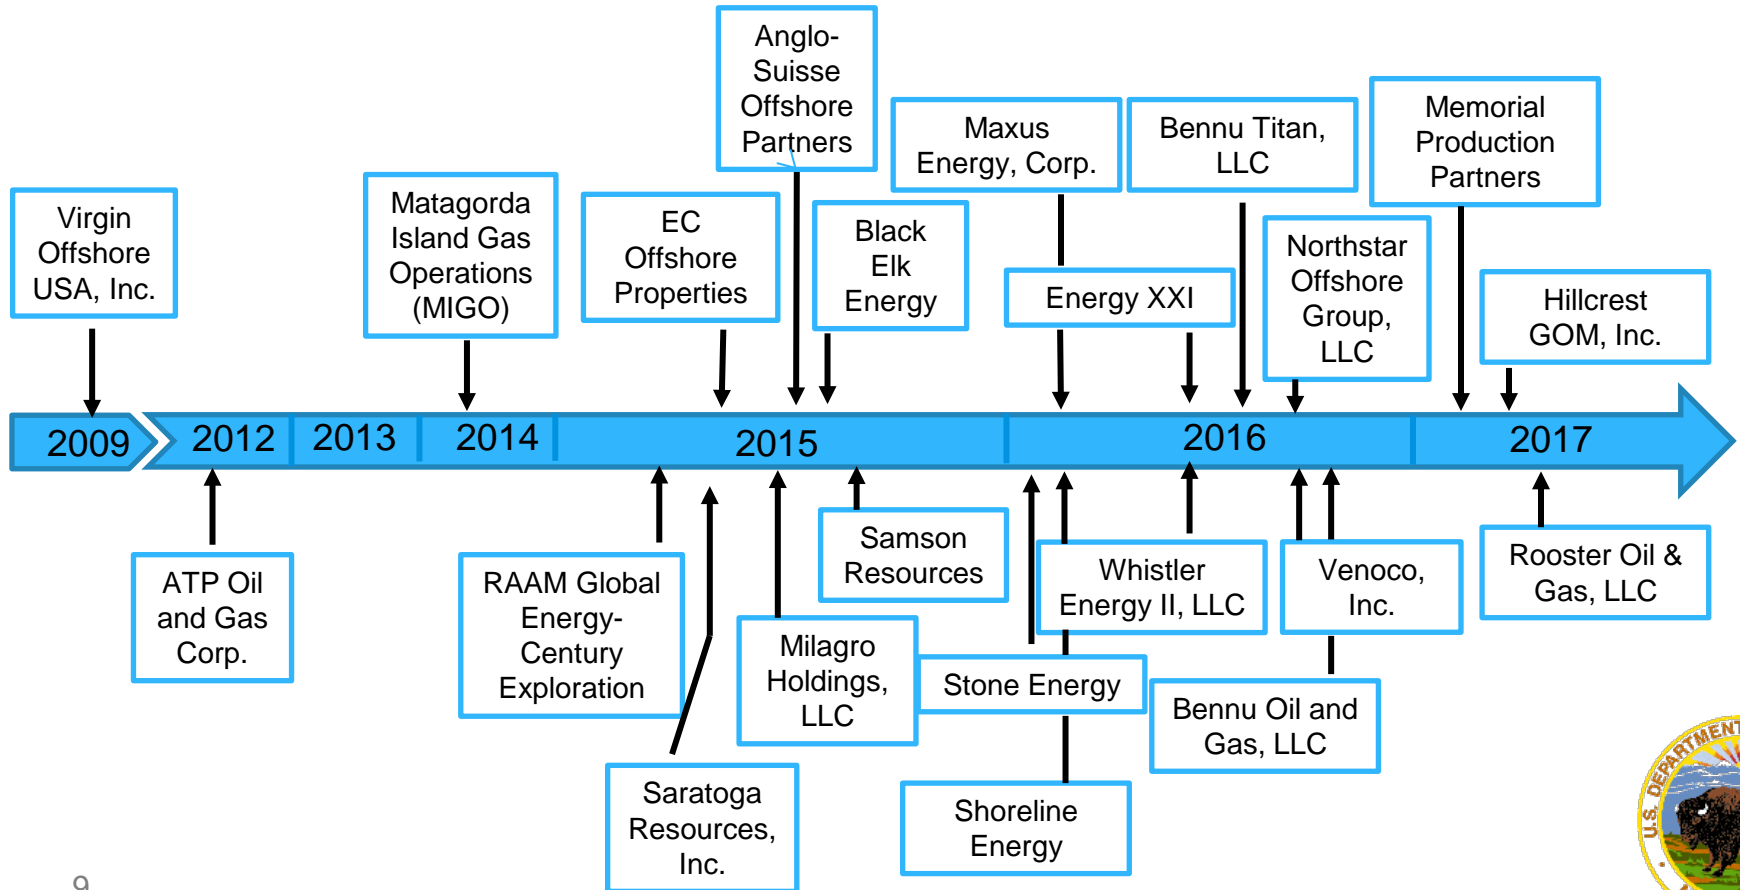 Anglo-
Suisse
Offshore
Partners
Maxus
Energy, Corp.
Bennu Titan,
LLC
Memorial
Production
Partners
Virgin
Offshore
USA, Inc.
Matagorda
Island Gas
Operations
(MIGO)
EC
Offshore
Properties
Black
Elk
Energy
Energy XXI
Northstar
Offshore
Group,
LLC
Hillcrest
GOM, Inc.
2009
2012
2013
2014
2015
2016
2017
ATP Oil
and Gas
Corp.
RAAM Global
Energy-
Century
Exploration
Saratoga
Resources,
Inc.
Milagro
Holdings,
LLC
Samson
Resources
Stone Energy
Shoreline
Energy
Whistler
Energy II, LLC
Bennu Oil and
Gas, LLC
Venoco,
Inc.
Rooster Oil &
Gas, LLC
U.S. DEPARTMENT
9